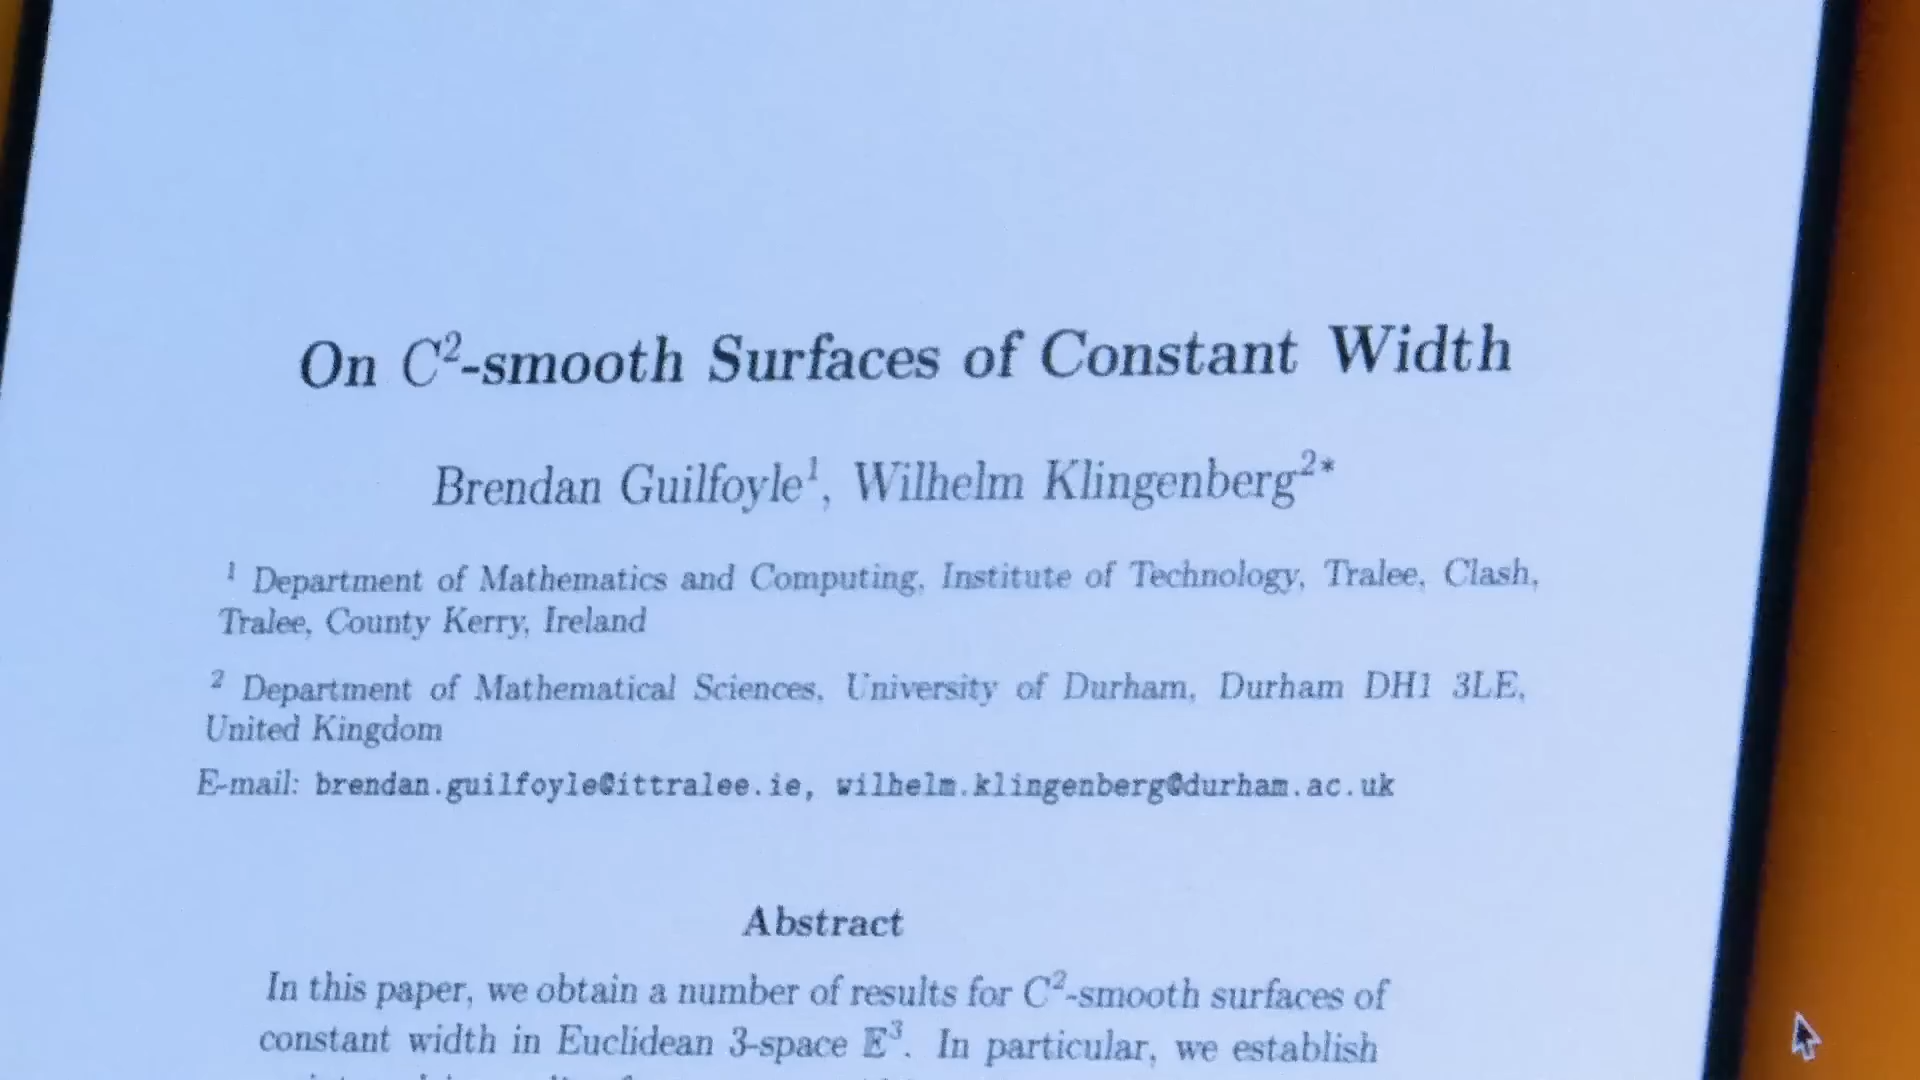 On C²-smooth Surfaces of Constant Width
Brendan Guilfoyle¹, Wilhelm Klingenberg²*
¹ Department of Mathematics and Computing, Institute of Technology, Tralee, Clash,
Tralee, County Kerry, Ireland
² Department of Mathematical Sciences, University of Durham, Durham DH1 3LE,
United Kingdom
E-mail: brendan.guilfoyle@ittralee.ie, wilhelm.klingenberg@durham.ac.uk
Abstract
In this paper, we obtain a number of results for C²-smooth surfaces of
constant width in Euclidean 3-space 𝔼³. In particular, we establish